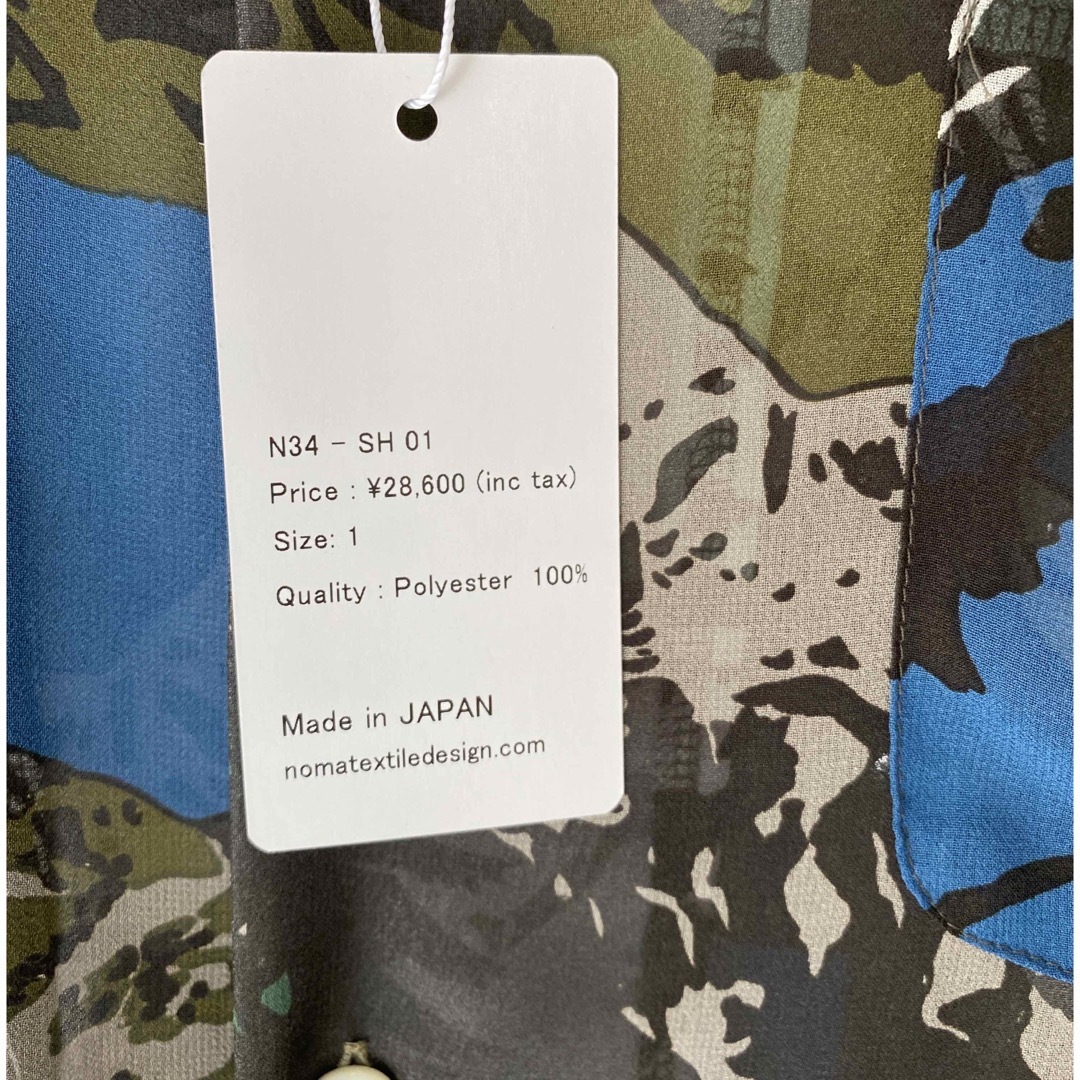 N34 - SH 01
Price : ¥28,600 (inc tax)
Size: 1
Quality : Polyester 100%
Made in JAPAN
nomatextiledesign.com